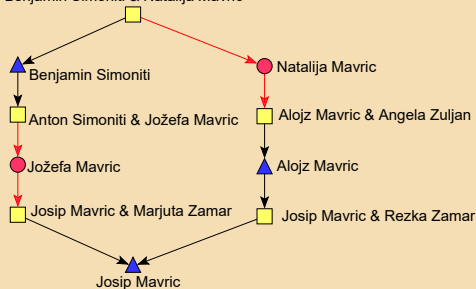 Benjamin Simoniti & Natalija Mavric
Benjamin Simoniti
Natalija Mavric
Anton Simoniti & Jožefa Mavric
Alojz Mavric & Angela Zuljan
Jožefa Mavric
Alojz Mavric
Josip Mavric & Marjuta Zamar
Josip Mavric & Rezka Zamar
Josip Mavric